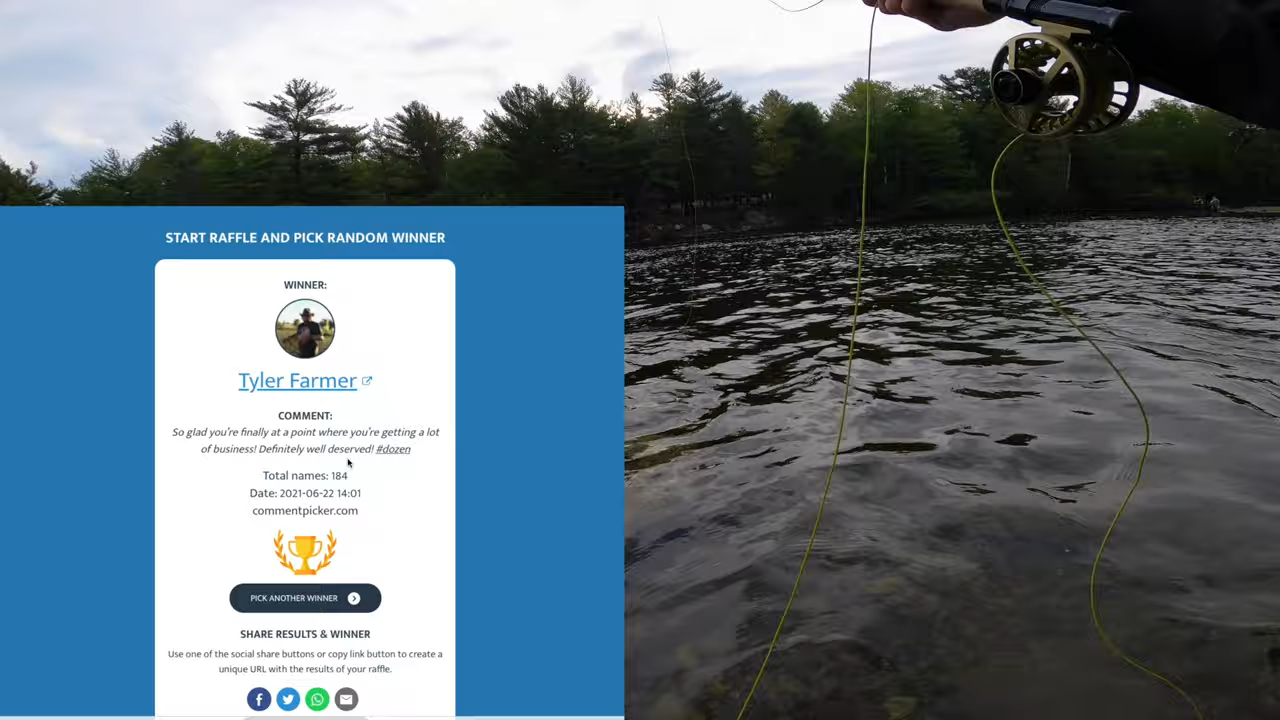 START RAFFLE AND PICK RANDOM WINNER
WINNER:
Tyler Farmer
COMMENT:
So glad you're finally at a point where you're getting a lot
of business! Definitely well deserved! #dozen
Total names: 184
Date: 2021-06-22 14:01
commentpicker.com
PICK ANOTHER WINNER
SHARE RESULTS & WINNER
Use one of the social share buttons or copy link button to create a
unique URL with the results of your raffle.